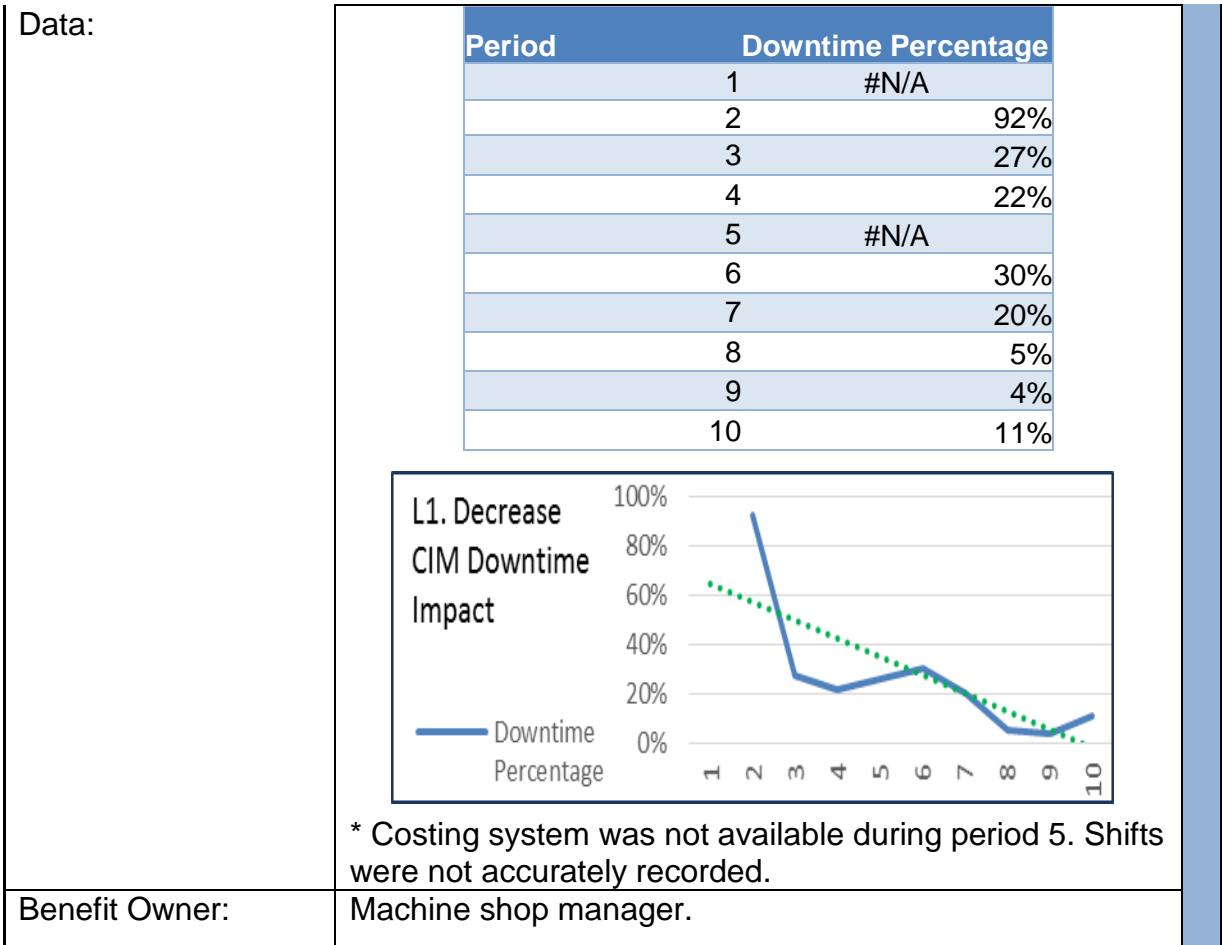 Data:
Period Downtime Percentage
1 #N/A
2 92%
3 27%
4 22%
5 #N/A
6 30%
7 20%
8 5%
9 4%
10 11%
L1. Decrease
CIM Downtime
Impact
100%
80%
60%
40%
20%
0%
Downtime
Percentage
1 2 3 4 5 6 7 8 9 10
* Costing system was not available during period 5. Shifts
were not accurately recorded.
Benefit Owner: Machine shop manager.